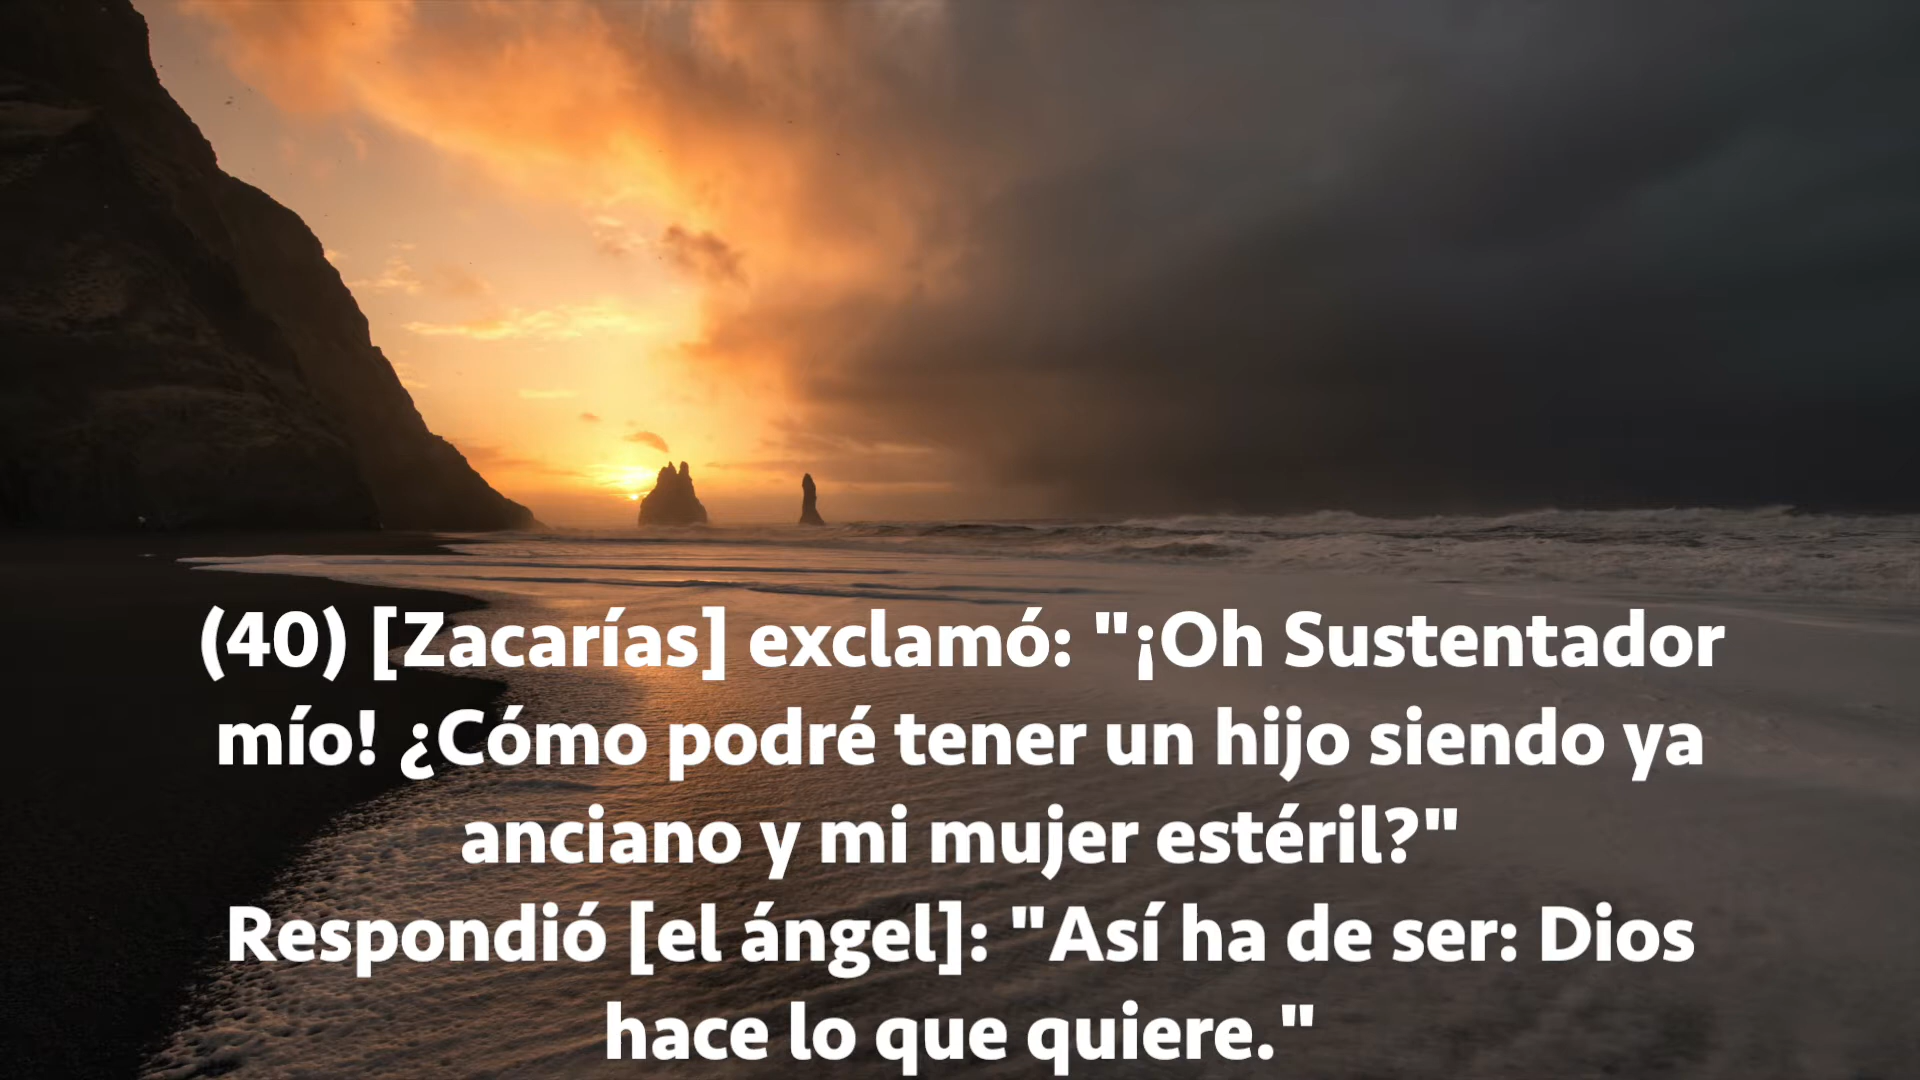 (40) [Zacarías] exclamó: "¡Oh Sustentador
mío! ¿Cómo podré tener un hijo siendo ya
anciano y mi mujer estéril?"
Respondió [el ángel]: "Así ha de ser: Dios
hace lo que quiere."